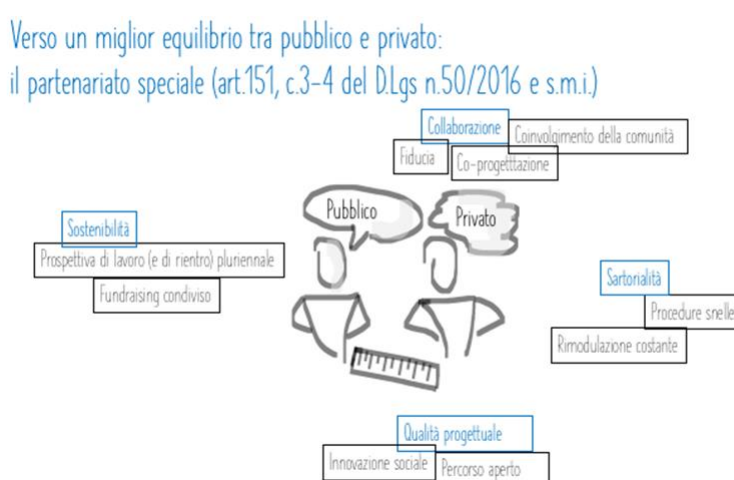 Verso un miglior equilibrio tra pubblico e privato:
il partenariato speciale (art.151, c.3-4 del D.Lgs n.50/2016 e s.m.i.)
Collaborazione
Coinvolgimento della comunità
Fiducia
Co-progetttazione
Pubblico
Privato
Sostenibilità
Prospettiva di lavoro (e di rientro) pluriennale
Fundraising condiviso
Sartorialità
Procedure snelle
Rimodulazione costante
Qualità progettuale
Innovazione sociale
Percorso aperto